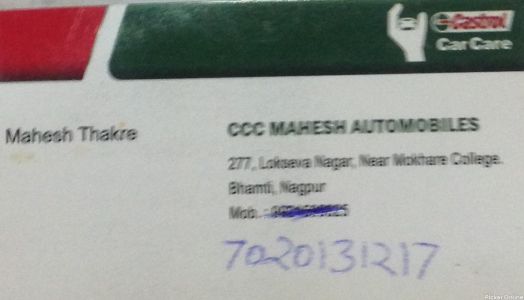 Castrol
Car Care
Mahesh Thakre
CCC MAHESH AUTOMOBILES
277, Lokseva Nagar, Near Mokhare College.
Bhamti, Nagpur
Mob. :
7020131217